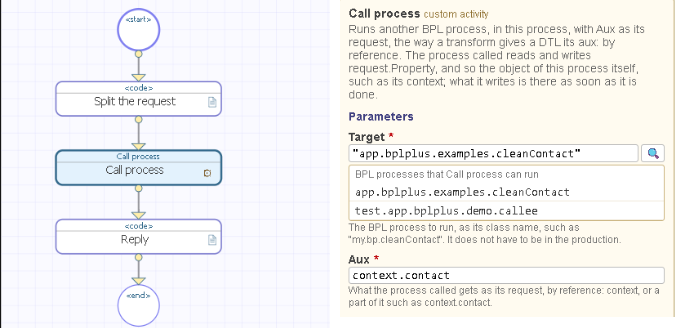 <start>
<code>
Split the request
Call process
Call process
<code>
Reply
<end>
Call process custom activity
Runs another BPL process, in this process, with Aux as its
request, the way a transform gives a DTL its aux: by
reference. The process called reads and writes
request.Property, and so the object of this process itself,
such as its context; what it writes is there as soon as it is
done.
Parameters
Target *
"app.bplplus.examples.cleanContact"
BPL processes that Call process can run
app.bplplus.examples.cleanContact
test.app.bplplus.demo.callee
The BPL process to run, as its class name, such as
"my.bp.cleanContact". It does not have to be in the production.
Aux *
context.contact
What the process called gets as its request, by reference: context, or a
part of it such as context.contact.